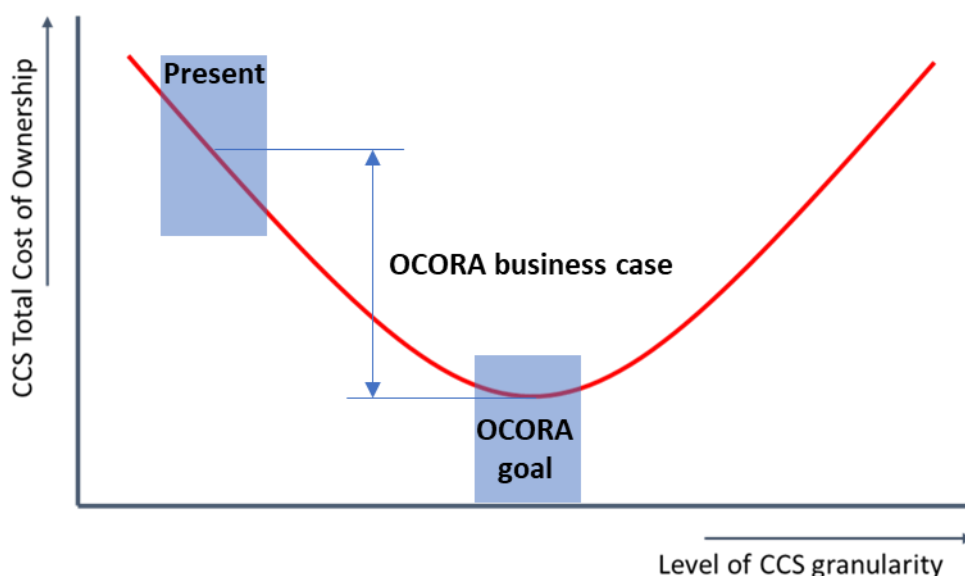 Present
CCS Total Cost of Ownership
OCORA business case
OCORA
goal
Level of CCS granularity